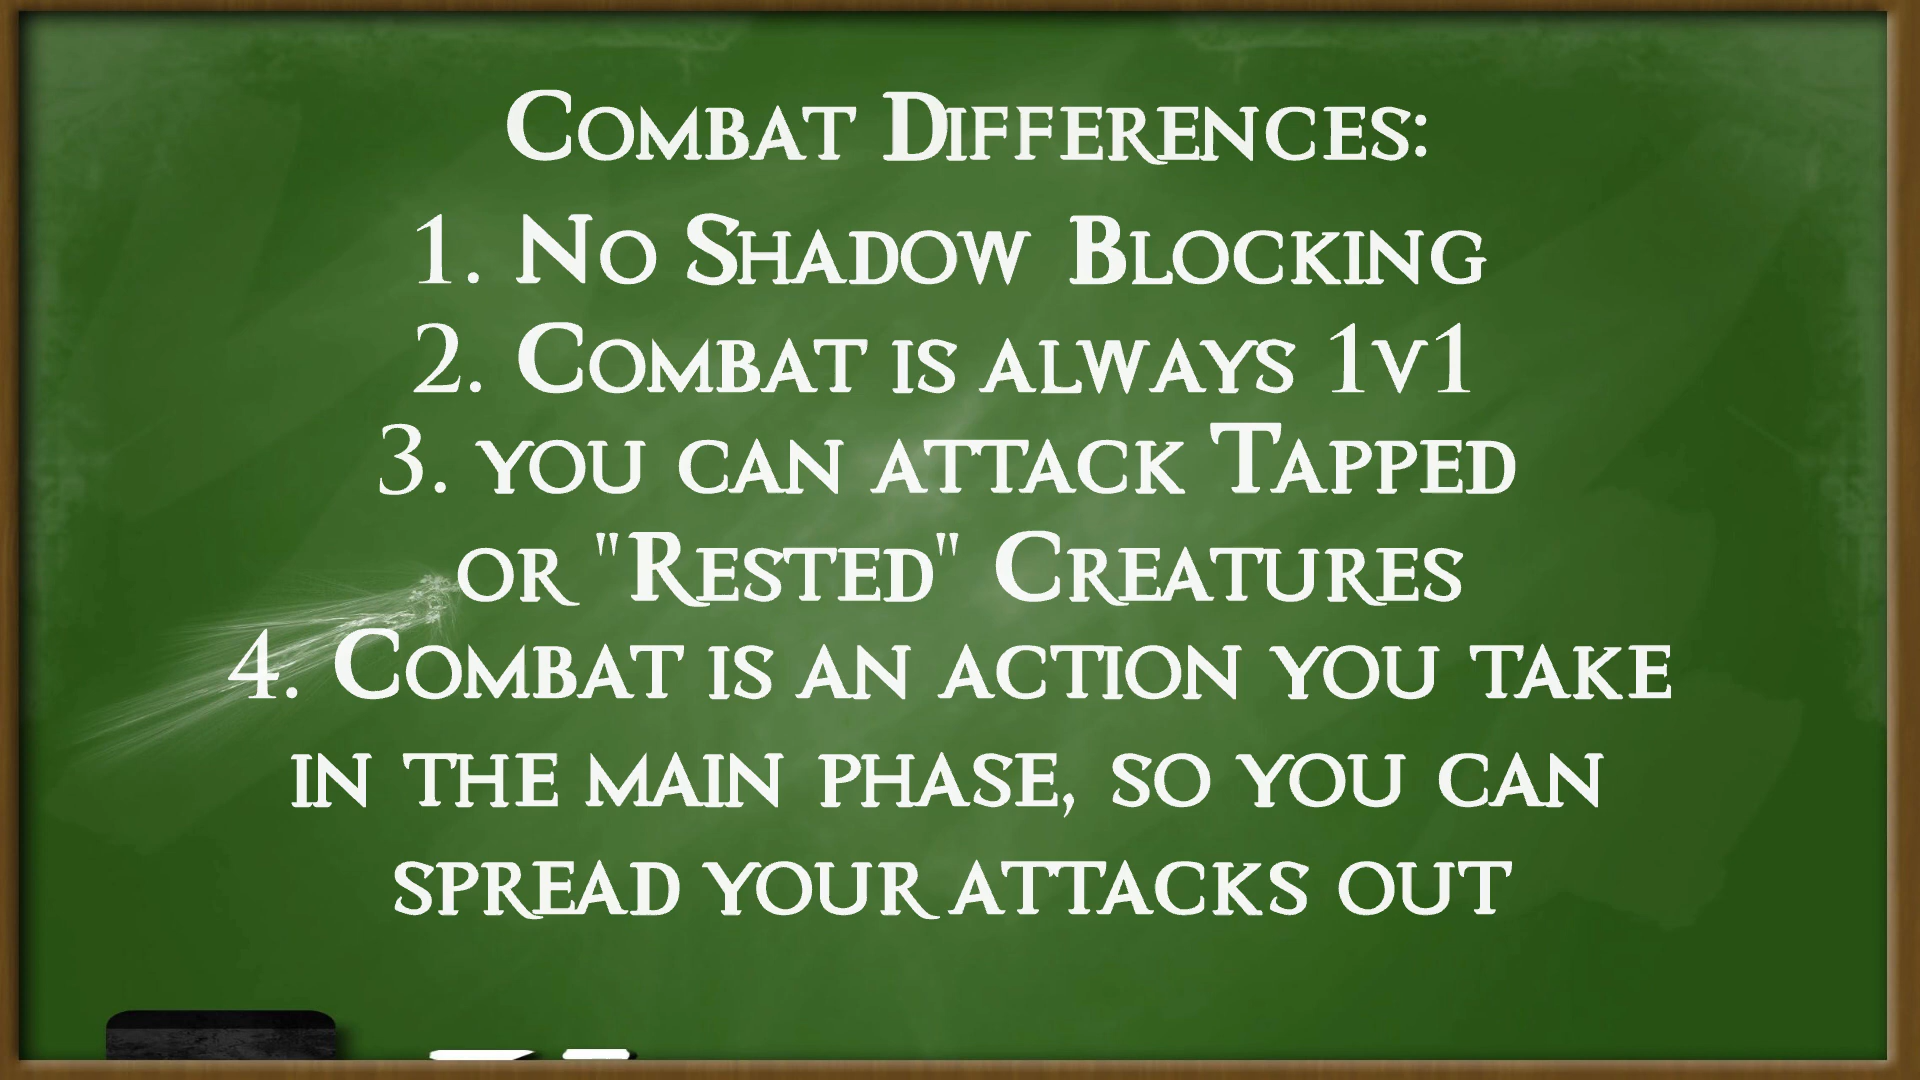 Combat Differences:
1. No Shadow Blocking
2. Combat is always 1v1
3. you can attack Tapped
or "Rested" Creatures
4. Combat is an action you take
in the main phase, so you can
spread your attacks out